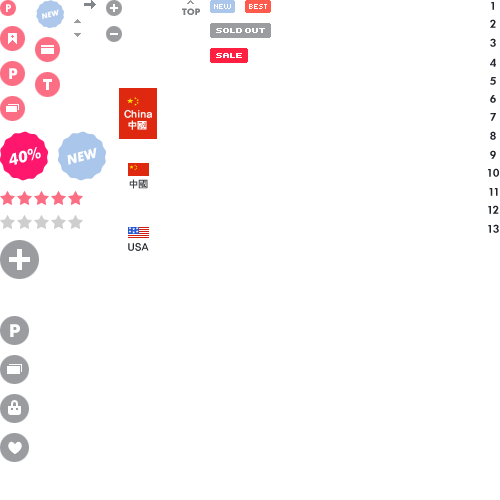 P
NEW
TOP
NEW
BEST
SOLD OUT
SALE
P
T
China
中國
40%
NEW
中國
USA
P
1
2
3
4
5
6
7
8
9
10
11
12
13